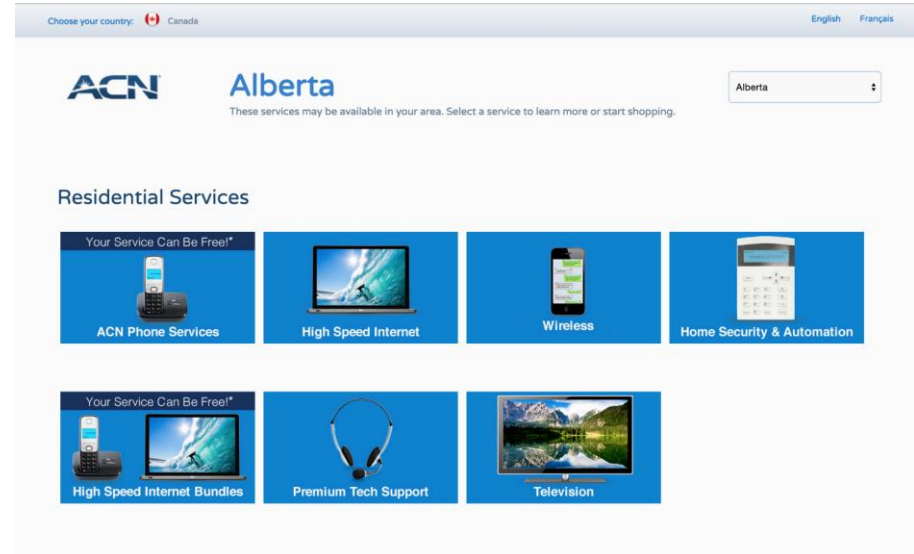 Choose your country: Canada
English Français
ACN
Alberta
Alberta
These services may be available in your area. Select a service to learn more or start shopping.
Residential Services
Your Service Can Be Free!*
ACN Phone Services
High Speed Internet
Wireless
Home Security & Automation
Your Service Can Be Free!*
High Speed Internet Bundles
Premium Tech Support
Television